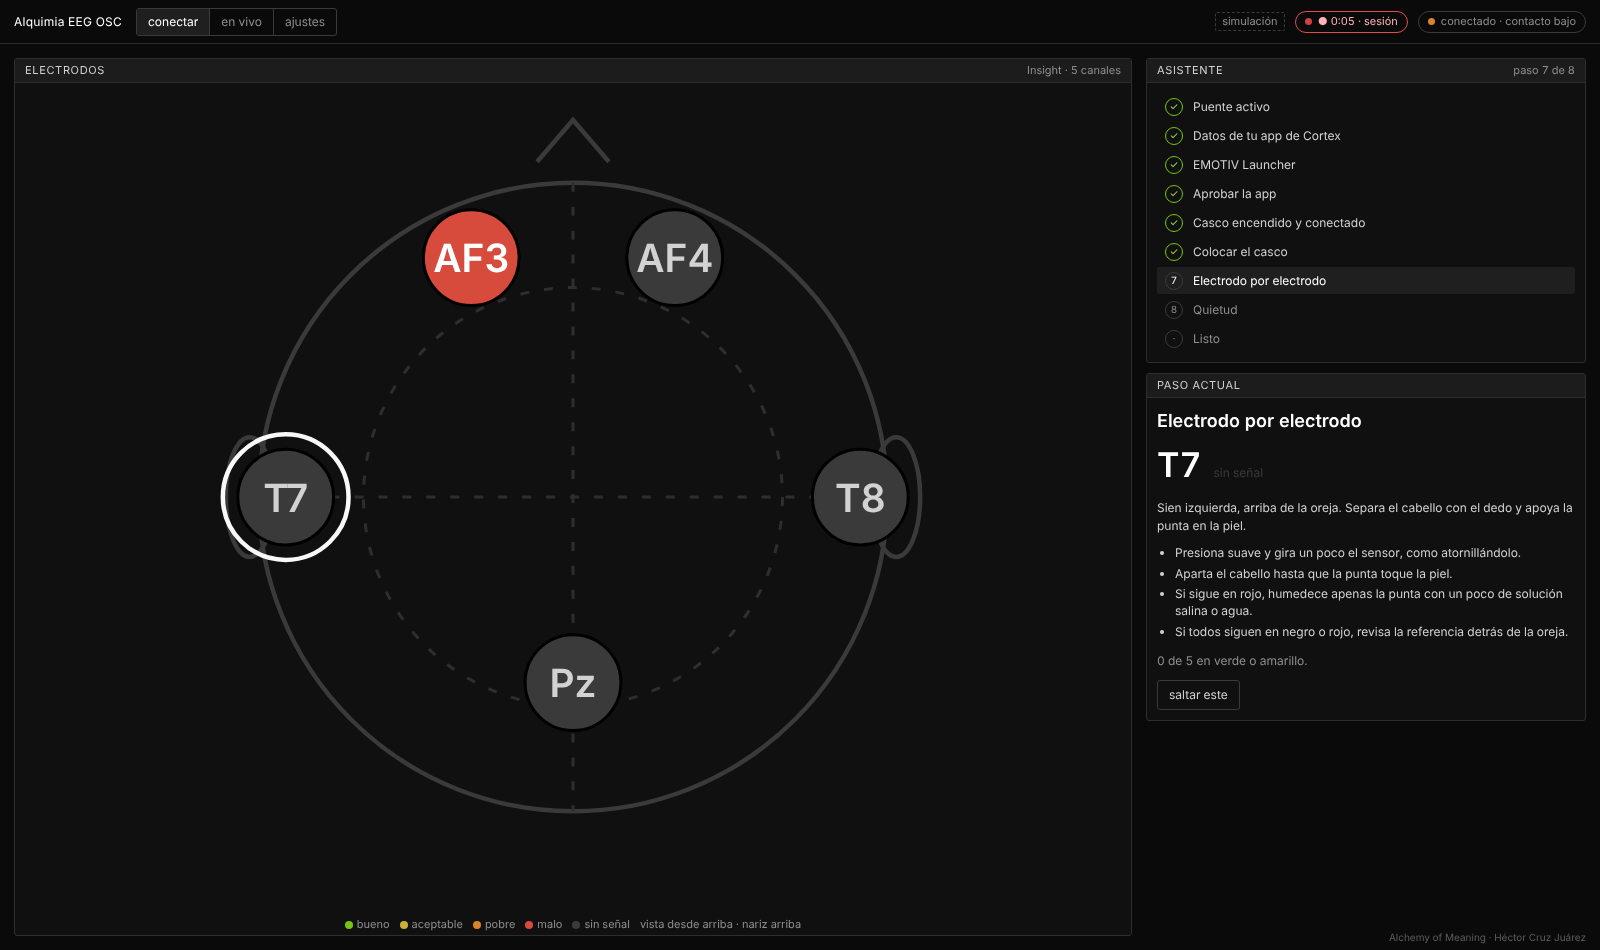 Alquimia EEG OSC
conectar
en vivo
ajustes
simulación
0:05 · sesión
conectado · contacto bajo
ELECTRODOS
Insight · 5 canales
AF3
AF4
T7
T8
Pz
bueno
aceptable
pobre
malo
sin señal
vista desde arriba · nariz arriba
ASISTENTE
paso 7 de 8
Puente activo
Datos de tu app de Cortex
EMOTIV Launcher
Aprobar la app
Casco encendido y conectado
Colocar el casco
7 Electrodo por electrodo
8 Quietud
· Listo
PASO ACTUAL
Electrodo por electrodo
T7 sin señal
Sien izquierda, arriba de la oreja. Separa el cabello con el dedo y apoya la
punta en la piel.
• Presiona suave y gira un poco el sensor, como atornillándolo.
• Aparta el cabello hasta que la punta toque la piel.
• Si sigue en rojo, humedece apenas la punta con un poco de solución
salina o agua.
• Si todos siguen en negro o rojo, revisa la referencia detrás de la oreja.
0 de 5 en verde o amarillo.
saltar este
Alchemy of Meaning · Héctor Cruz Juárez